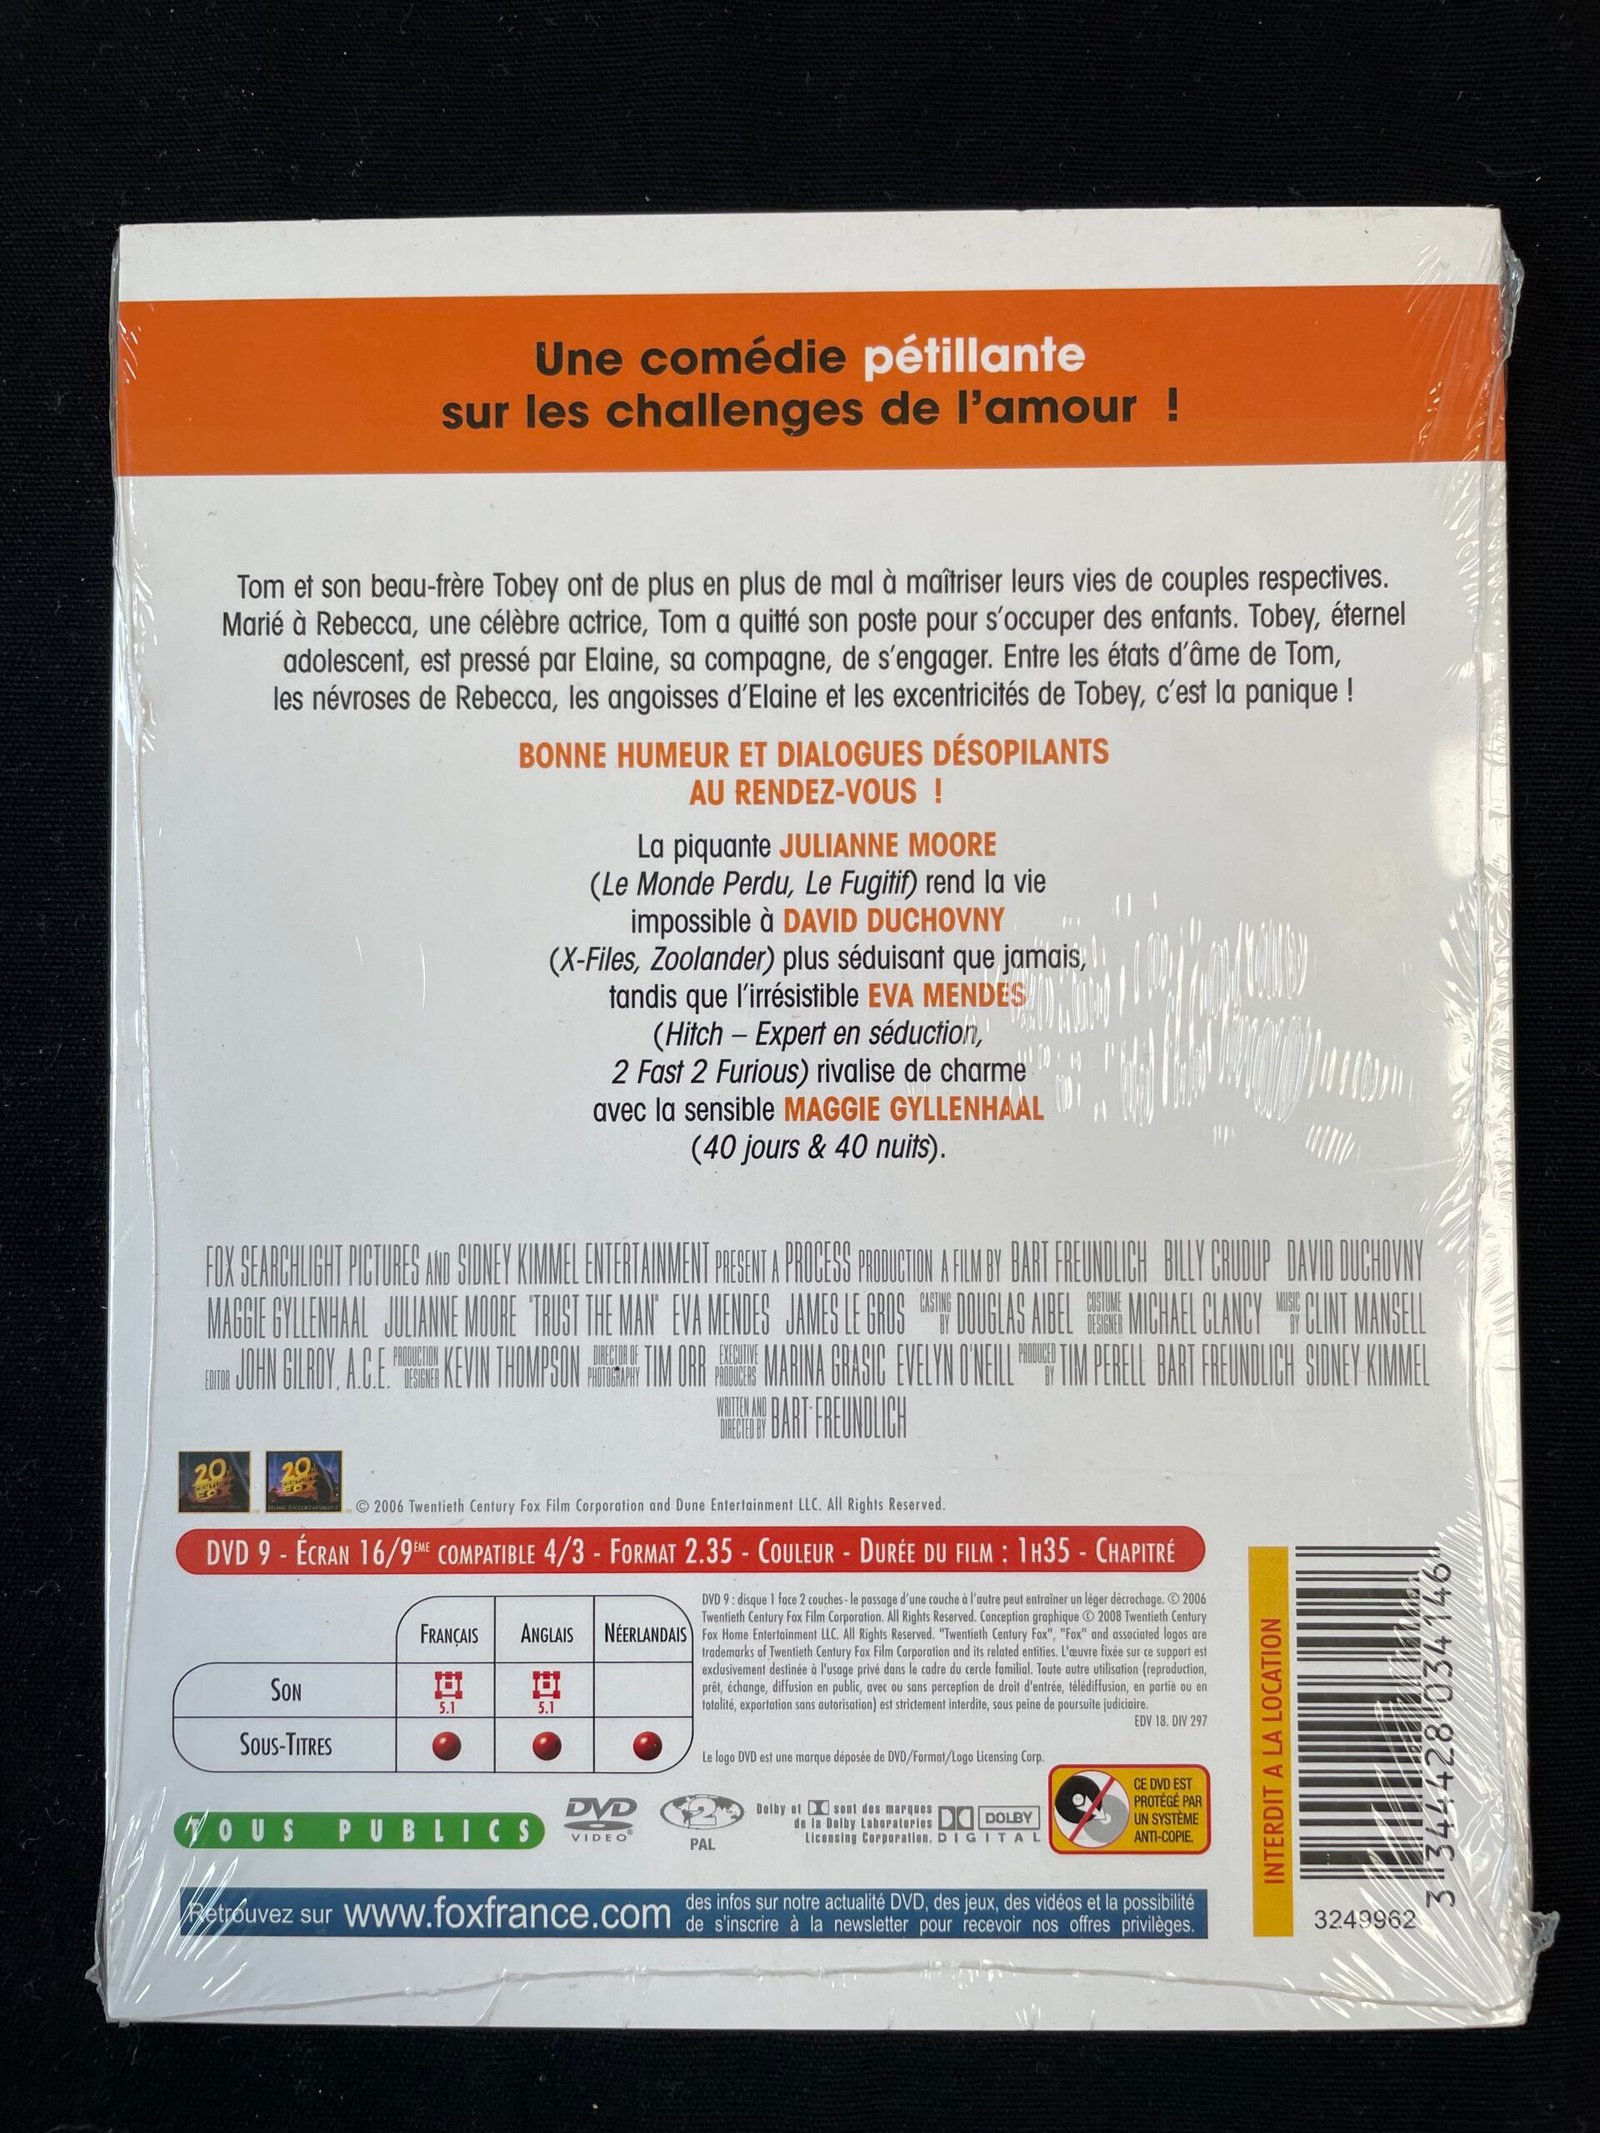 Une comédie pétillante
sur les challenges de l'amour !
Tom et son beau-frère Tobey ont de plus en plus de mal à maîtriser leurs vies de couples respectives.
Marié à Rebecca, une célèbre actrice, Tom a quitté son poste pour s'occuper des enfants. Tobey, éternel
adolescent, est pressé par Elaine, sa compagne, de s'engager. Entre les états d'âme de Tom,
les névroses de Rebecca, les angoisses d'Elaine et les excentricités de Tobey, c'est la panique !
BONNE HUMEUR ET DIALOGUES DÉSOPILANTS
AU RENDEZ-VOUS !
La piquante JULIANNE MOORE
(Le Monde Perdu, Le Fugitif) rend la vie
impossible à DAVID DUCHOVNY
(X-Files, Zoolander) plus séduisant que jamais,
tandis que l'irrésistible EVA MENDES
(Hitch – Expert en séduction,
2 Fast 2 Furious) rivalise de charme
avec la sensible MAGGIE GYLLENHAAL
(40 jours & 40 nuits).
FOX SEARCHLIGHT PICTURES AND SIDNEY KIMMEL ENTERTAINMENT PRESENT A PROCESS PRODUCTION A FILM BY BART FREUNDLICH BILLY CRUDUP DAVID DUCHOVNY
MAGGIE GYLLENHAAL JULIANNE MOORE "TRUST THE MAN" EVA MENDES JAMES LE GROS CASTING BY DOUGLAS AIBEL COSTUME DESIGNER MICHAEL CLANCY MUSIC BY CLINT MANSELL
EDITOR JOHN GILROY, A.C.E. PRODUCTION DESIGNER KEVIN THOMPSON DIRECTOR OF PHOTOGRAPHY TIM ORR EXECUTIVE PRODUCERS MARINA GRASIC EVELYN O'NEILL PRODUCED BY TIM PERELL BART FREUNDLICH SIDNEY KIMMEL
WRITTEN AND DIRECTED BY BART FREUNDLICH
20 CENTURY FOX
20 CENTURY FOX HOME ENTERTAINMENT
© 2006 Twentieth Century Fox Film Corporation and Dune Entertainment LLC. All Rights Reserved.
DVD 9 - ÉCRAN 16/9ÈME COMPATIBLE 4/3 - FORMAT 2.35 - COULEUR - DURÉE DU FILM : 1H35 - CHAPITRÉ
FRANÇAIS ANGLAIS NÉERLANDAIS
SON 5.1 5.1
SOUS-TITRES
DVD 9 : disque 1 face 2 couches - le passage d'une couche à l'autre peut entraîner un léger décrochage. © 2006
Twentieth Century Fox Film Corporation. All Rights Reserved. Conception graphique © 2008 Twentieth Century
Fox Home Entertainment LLC. All Rights Reserved. "Twentieth Century Fox", "Fox" and associated logos are
trademarks of Twentieth Century Fox Film Corporation and its related entities. L'œuvre fixée sur ce support est
exclusivement destinée à l'usage privé dans le cadre du cercle familial. Toute autre utilisation (reproduction,
prêt, échange, diffusion en public, avec ou sans perception de droit d'entrée, télédiffusion, en partie ou en
totalité, exportation sans autorisation) est strictement interdite, sous peine de poursuite judiciaire.
EDV 18. DIV 297
Le logo DVD est une marque déposée de DVD/Format/Logo Licensing Corp.
TOUS PUBLICS
DVD VIDEO
2 PAL
Dolby et sont des marques
de la Dolby Laboratories
Licensing Corporation.
DOLBY
DIGITAL
CE DVD EST
PROTÉGÉ PAR
UN SYSTÈME
ANTI-COPIE.
INTERDIT A LA LOCATION
3 344428 034146
3249962
Retrouvez sur www.foxfrance.com
des infos sur notre actualité DVD, des jeux, des vidéos et la possibilité
de s'inscrire à la newsletter pour recevoir nos offres privilèges.